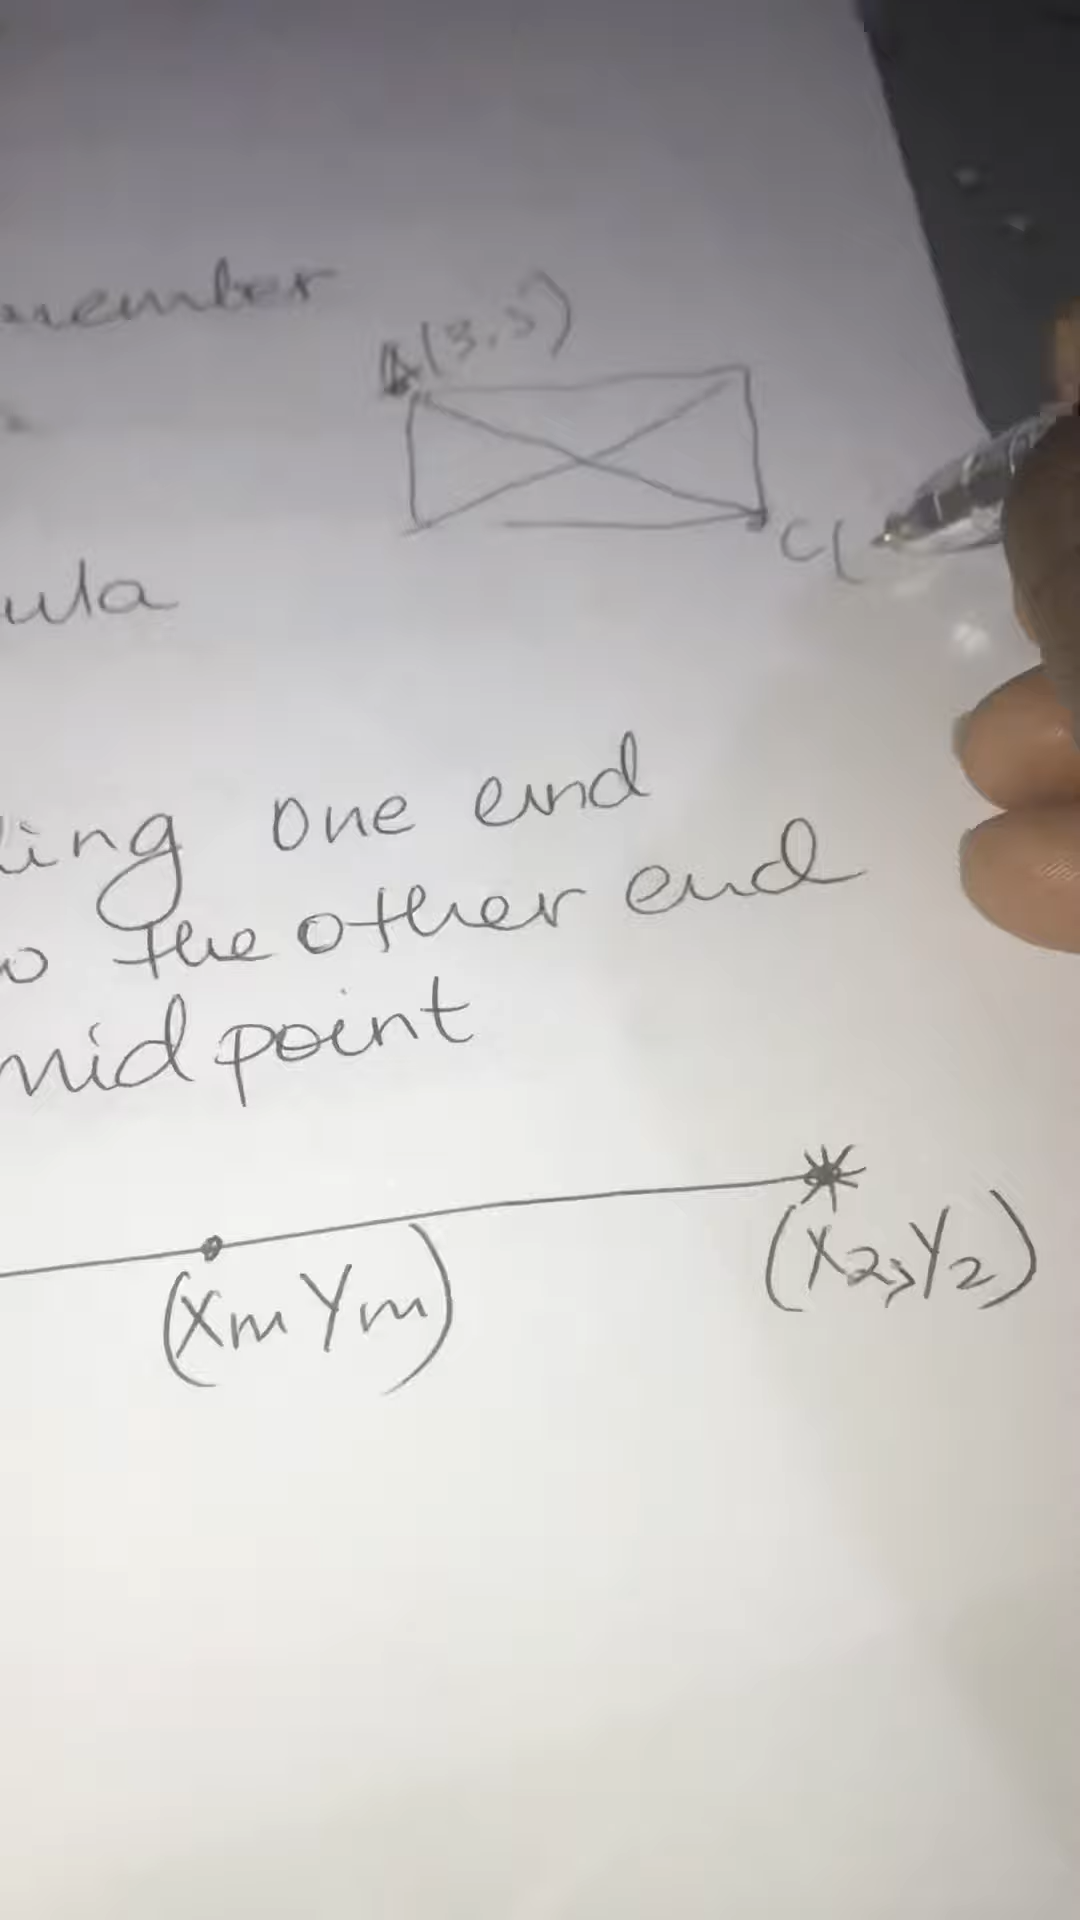 member
A(3,5)
C(
ula
ing one end
the other end
mid point
(Xm Ym)
(X2,Y2)